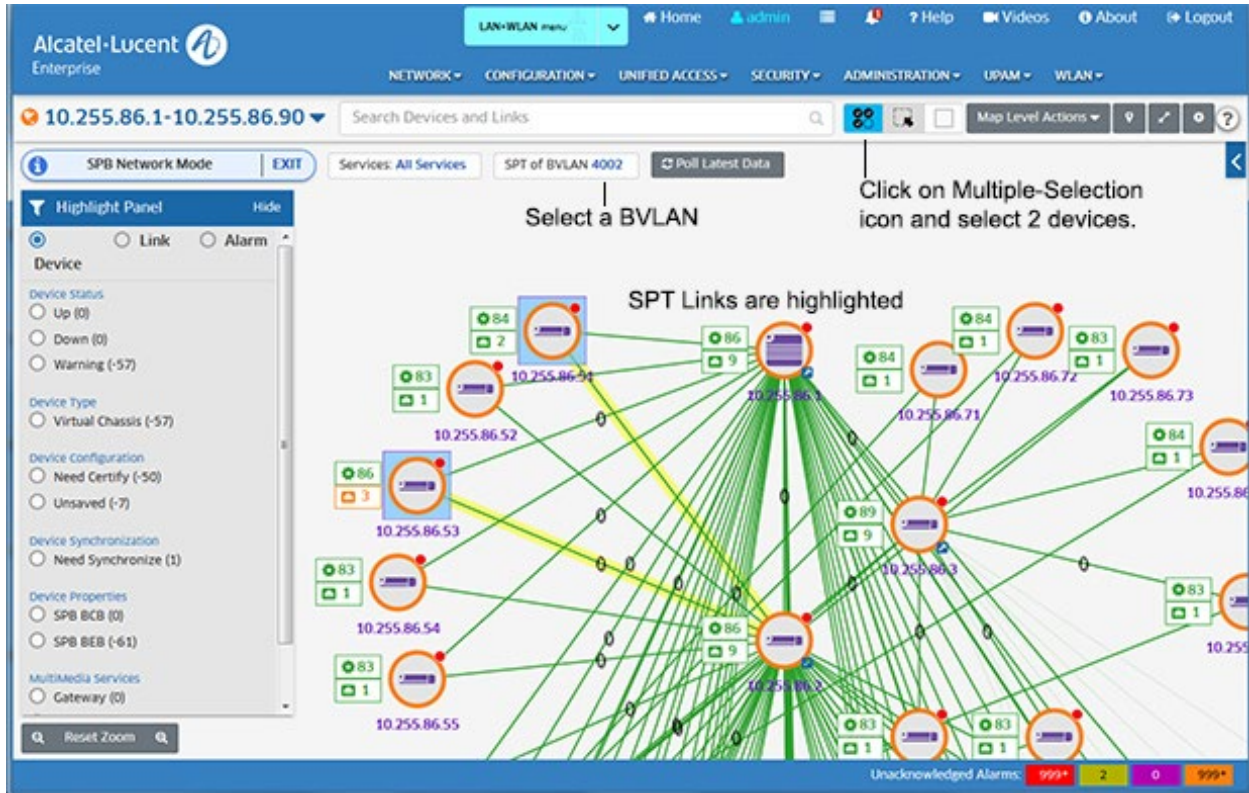 Alcatel·Lucent
Enterprise
LAN+WLAN menu
Home
admin
? Help
Videos
About
Logout
NETWORK
CONFIGURATION
UNIFIED ACCESS
SECURITY
ADMINISTRATION
UPAM
WLAN
10.255.86.1-10.255.86.90
Search Devices and Links
Map Level Actions
?
SPB Network Mode
EXIT
Services: All Services
SPT of BVLAN 4002
Poll Latest Data
Select a BVLAN
Click on Multiple-Selection
icon and select 2 devices.
Highlight Panel
Hide
Link
Alarm
Device
Device Status
Up (0)
Down (0)
Warning (-57)
Device Type
Virtual Chassis (-57)
Device Configuration
Need Certify (-50)
Unsaved (-7)
Device Synchronization
Need Synchronize (1)
Device Properties
SPB BCB (0)
SPB BEB (-61)
MultiMedia Services
Gateway (0)
Reset Zoom
SPT Links are highlighted
84
2
10.255.86.51
86
9
10.255.86.1
84
1
10.255.86.72
83
1
10.255.86.73
84
1
10.255.86.71
83
1
10.255.86.52
84
1
10.255.86
86
3
10.255.86.53
89
9
10.255.86.3
83
1
10.255.86.54
83
1
10.255
86
9
10.255.86.2
83
1
10.255.86.55
83
1
83
1
Unacknowledged Alarms:
999+
2
0
999+